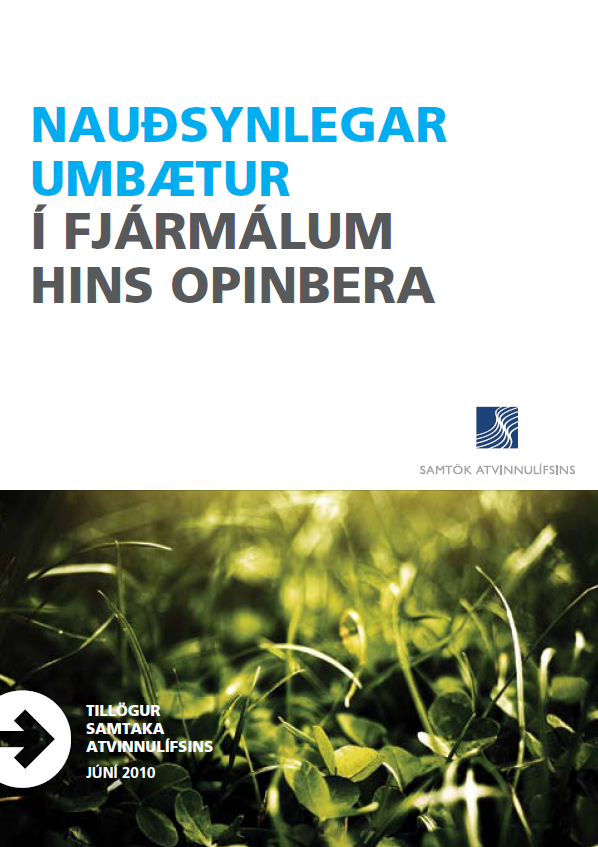 NAUÐSYNLEGAR
UMBÆTUR
Í FJÁRMÁLUM
HINS OPINBERA
SAMTÖK ATVINNULÍFSINS
TILLÖGUR
SAMTAKA
ATVINNULÍFSINS
JÚNÍ 2010